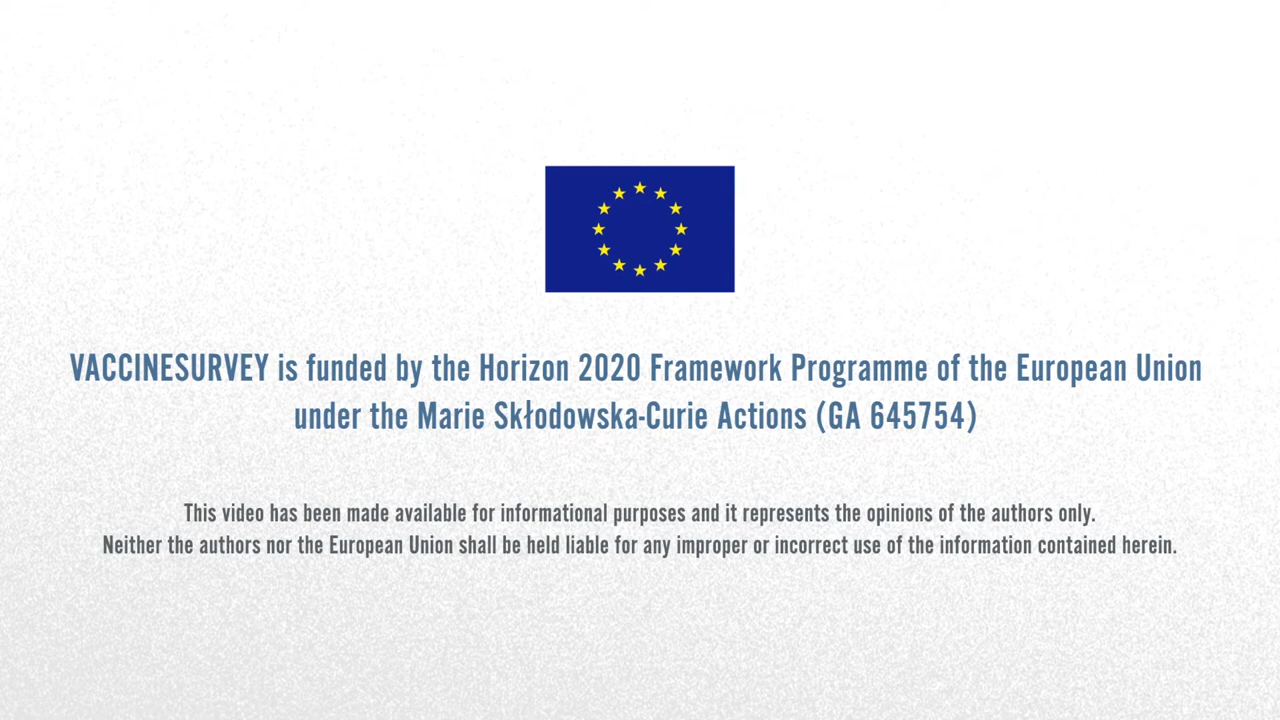 VACCINESURVEY is funded by the Horizon 2020 Framework Programme of the European Union
under the Marie Skłodowska-Curie Actions (GA 645754)
This video has been made available for informational purposes and it represents the opinions of the authors only.
Neither the authors nor the European Union shall be held liable for any improper or incorrect use of the information contained herein.